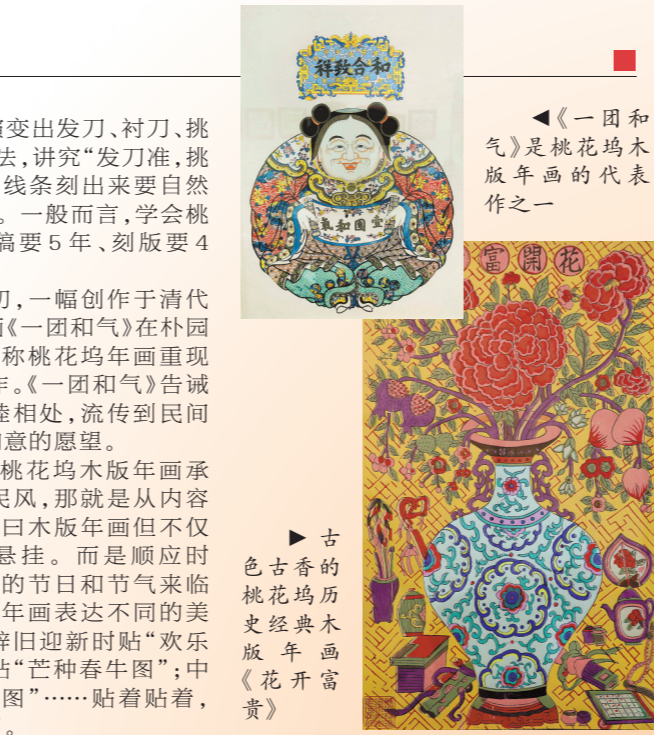 演变出发刀、衬刀、挑
法，讲究“发刀准，挑
线条刻出来要自然
。一般而言，学会桃
稿要5年、刻版要4
初，一幅创作于清代
画《一团和气》在朴园
称桃花坞年画重现
作。《一团和气》告诫
睦相处，流传到民间
如意的愿望。
桃花坞木版年画承
民风，那就是从内容
曰木版年画但不仅
悬挂。而是顺应时
的节日和节气来临
年画表达不同的美
辞旧迎新时贴“欢乐
贴“芒种春牛图”；中
图”……贴着贴着，
。
祥致合和
氣和團壹
◀《一团和
气》是桃花坞木
版年画的代表
作之一
富開花
▶古
色古香的
桃花坞历
史经典木
版年画
《花开富
贵》